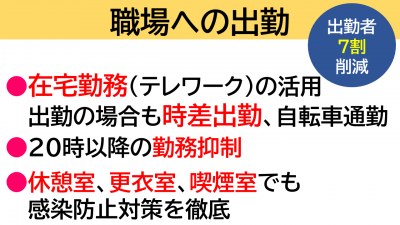 職場への出勤
出勤者
7割
削減
●在宅勤務(テレワーク)の活用
出勤の場合も時差出勤、自転車通勤
●20時以降の勤務抑制
●休憩室、更衣室、喫煙室でも
感染防止対策を徹底